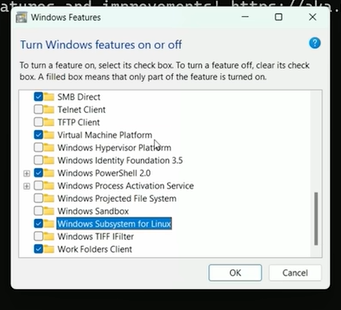 atures and improvements! https://aka.
Windows Features
Turn Windows features on or off
To turn a feature on, select its check box. To turn a feature off, clear its
check box. A filled box means that only part of the feature is turned on.
SMB Direct
Telnet Client
TFTP Client
Virtual Machine Platform
Windows Hypervisor Platform
Windows Identity Foundation 3.5
Windows PowerShell 2.0
Windows Process Activation Service
Windows Projected File System
Windows Sandbox
Windows Subsystem for Linux
Windows TIFF IFilter
Work Folders Client
OK
Cancel